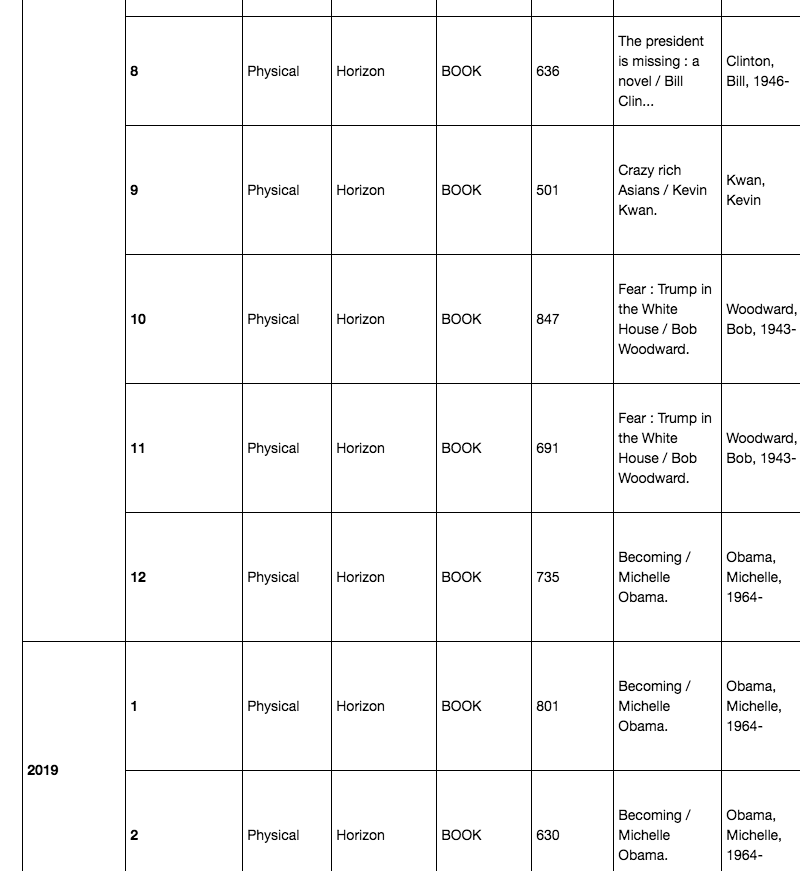 8 Physical Horizon BOOK 636 The president is missing : a novel / Bill Clin... Clinton, Bill, 1946-
9 Physical Horizon BOOK 501 Crazy rich Asians / Kevin Kwan. Kwan, Kevin
10 Physical Horizon BOOK 847 Fear : Trump in the White House / Bob Woodward. Woodward, Bob, 1943-
11 Physical Horizon BOOK 691 Fear : Trump in the White House / Bob Woodward. Woodward, Bob, 1943-
12 Physical Horizon BOOK 735 Becoming / Michelle Obama. Obama, Michelle, 1964-
2019
1 Physical Horizon BOOK 801 Becoming / Michelle Obama. Obama, Michelle, 1964-
2 Physical Horizon BOOK 630 Becoming / Michelle Obama. Obama, Michelle, 1964-